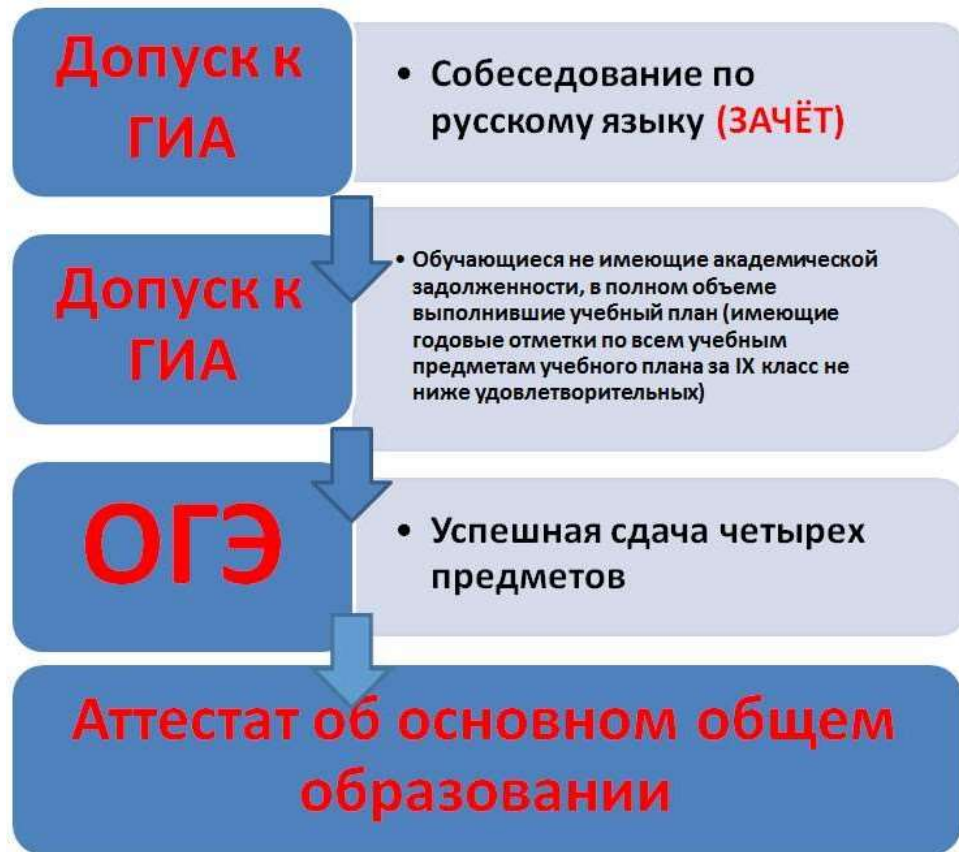 Допуск к
ГИА
• Собеседование по
русскому языку (ЗАЧЁТ)
Допуск к
ГИА
• Обучающиеся не имеющие академической
задолженности, в полном объеме
выполнившие учебный план (имеющие
годовые отметки по всем учебным
предметам учебного плана за IX класс не
ниже удовлетворительных)
ОГЭ
• Успешная сдача четырех
предметов
Аттестат об основном общем
образовании